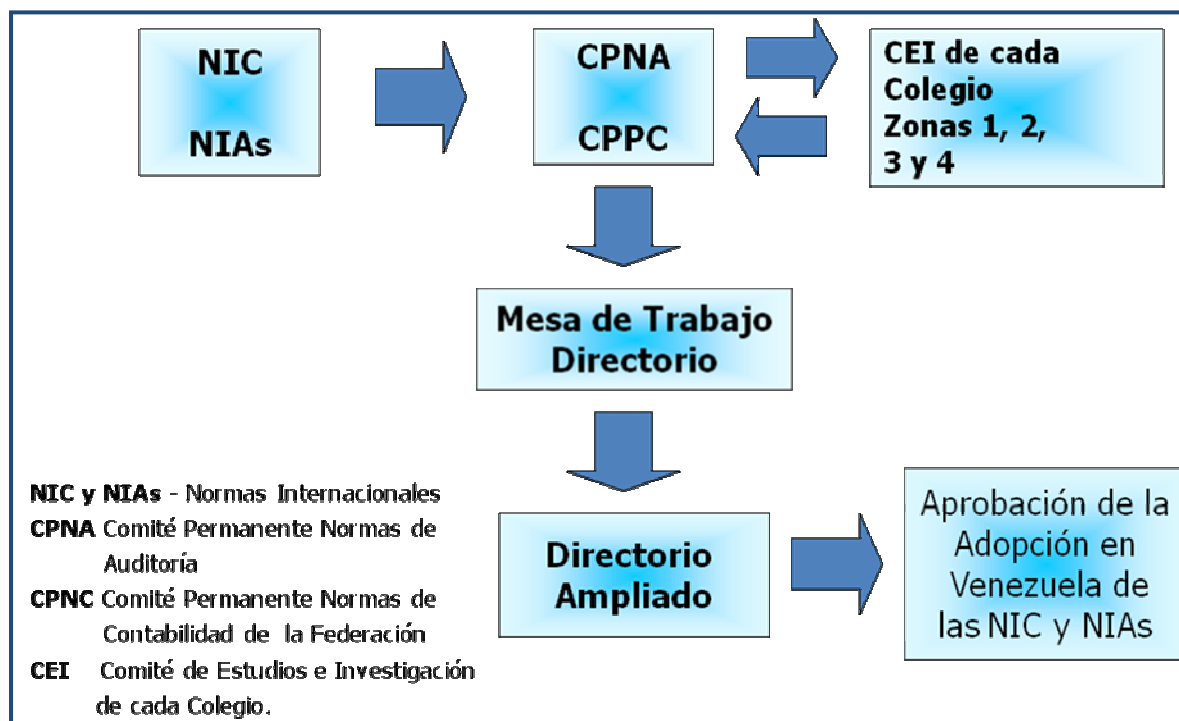 NIC
NIAs
CPNA
CPPC
CEI de cada
Colegio
Zonas 1, 2,
3 y 4
Mesa de Trabajo
Directorio
Directorio
Ampliado
Aprobación de la
Adopción en
Venezuela de
las NIC y NIAs
NIC y NIAs - Normas Internacionales
CPNA Comité Permanente Normas de
Auditoría
CPNC Comité Permanente Normas de
Contabilidad de la Federación
CEI Comité de Estudios e Investigación
de cada Colegio.